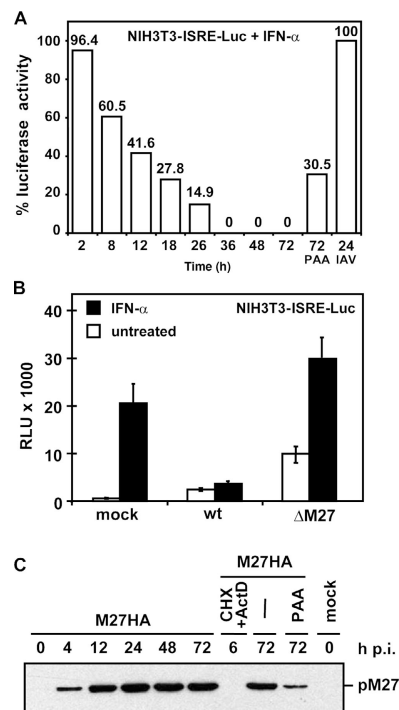 A
NIH3T3-ISRE-Luc + IFN-α
% luciferase activity
100
80
60
40
20
0
96.4
60.5
41.6
27.8
14.9
0
0
0
30.5
100
2 8 12 18 26 36 48 72 72 24
PAA IAV
Time (h)
B
IFN-α
untreated
NIH3T3-ISRE-Luc
RLU x 1000
40
30
20
10
0
mock wt ΔM27
C
M27HA
M27HA
CHX +ActD
—
PAA
mock
0 4 12 24 48 72 6 72 72 0 h p.i.
pM27